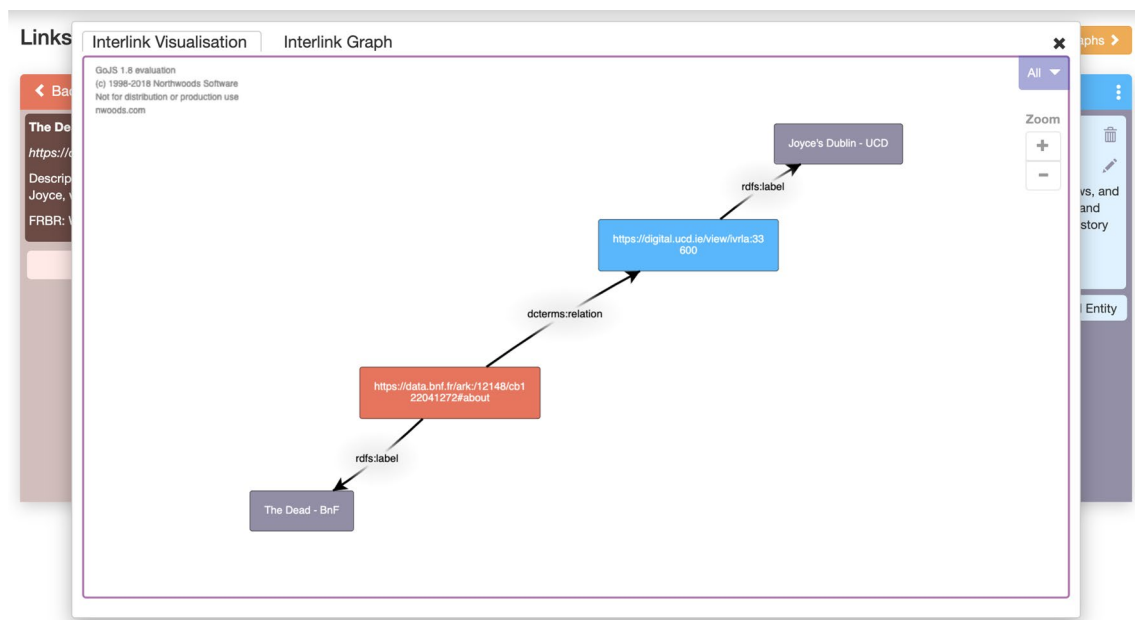 Links
Interlink Visualisation
Interlink Graph
✖
aphs
Bac
GoJS 1.8 evaluation
(c) 1998-2018 Northwoods Software
Not for distribution or production use
nwoods.com
All
Zoom
+
-
The De
https://d
Descrip
Joyce, w
FRBR: W
Joyce's Dublin - UCD
rdfs:label
https://digital.ucd.ie/view/ivrla:33
600
dcterms:relation
https://data.bnf.fr/ark:/12148/cb1
22041272#about
rdfs:label
The Dead - BnF
ws, and
and
story
Entity